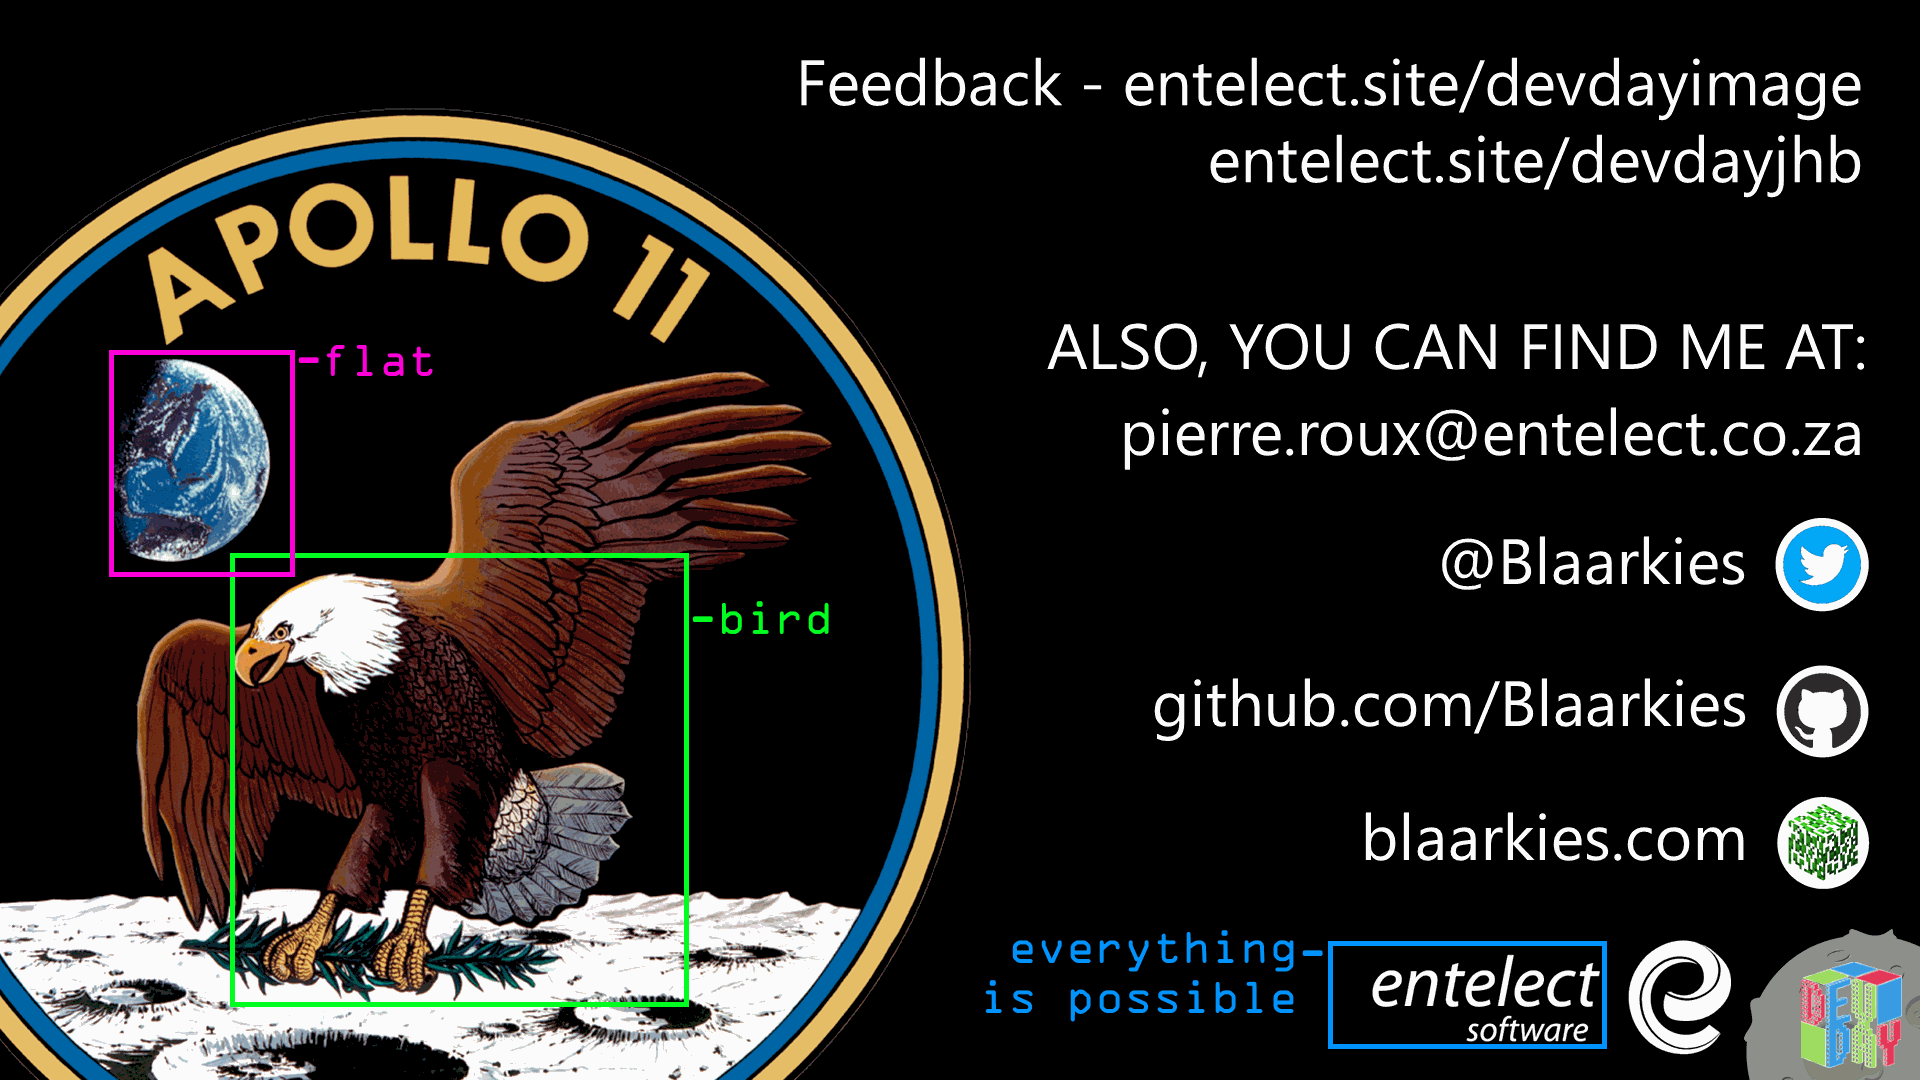 Feedback - entelect.site/devdayimage
entelect.site/devdayjhb
APOLLO 11
-flat
ALSO, YOU CAN FIND ME AT:
pierre.roux@entelect.co.za
@Blaarkies
-bird
github.com/Blaarkies
blaarkies.com
everything-
is possible
entelect
software
DEV
DAY